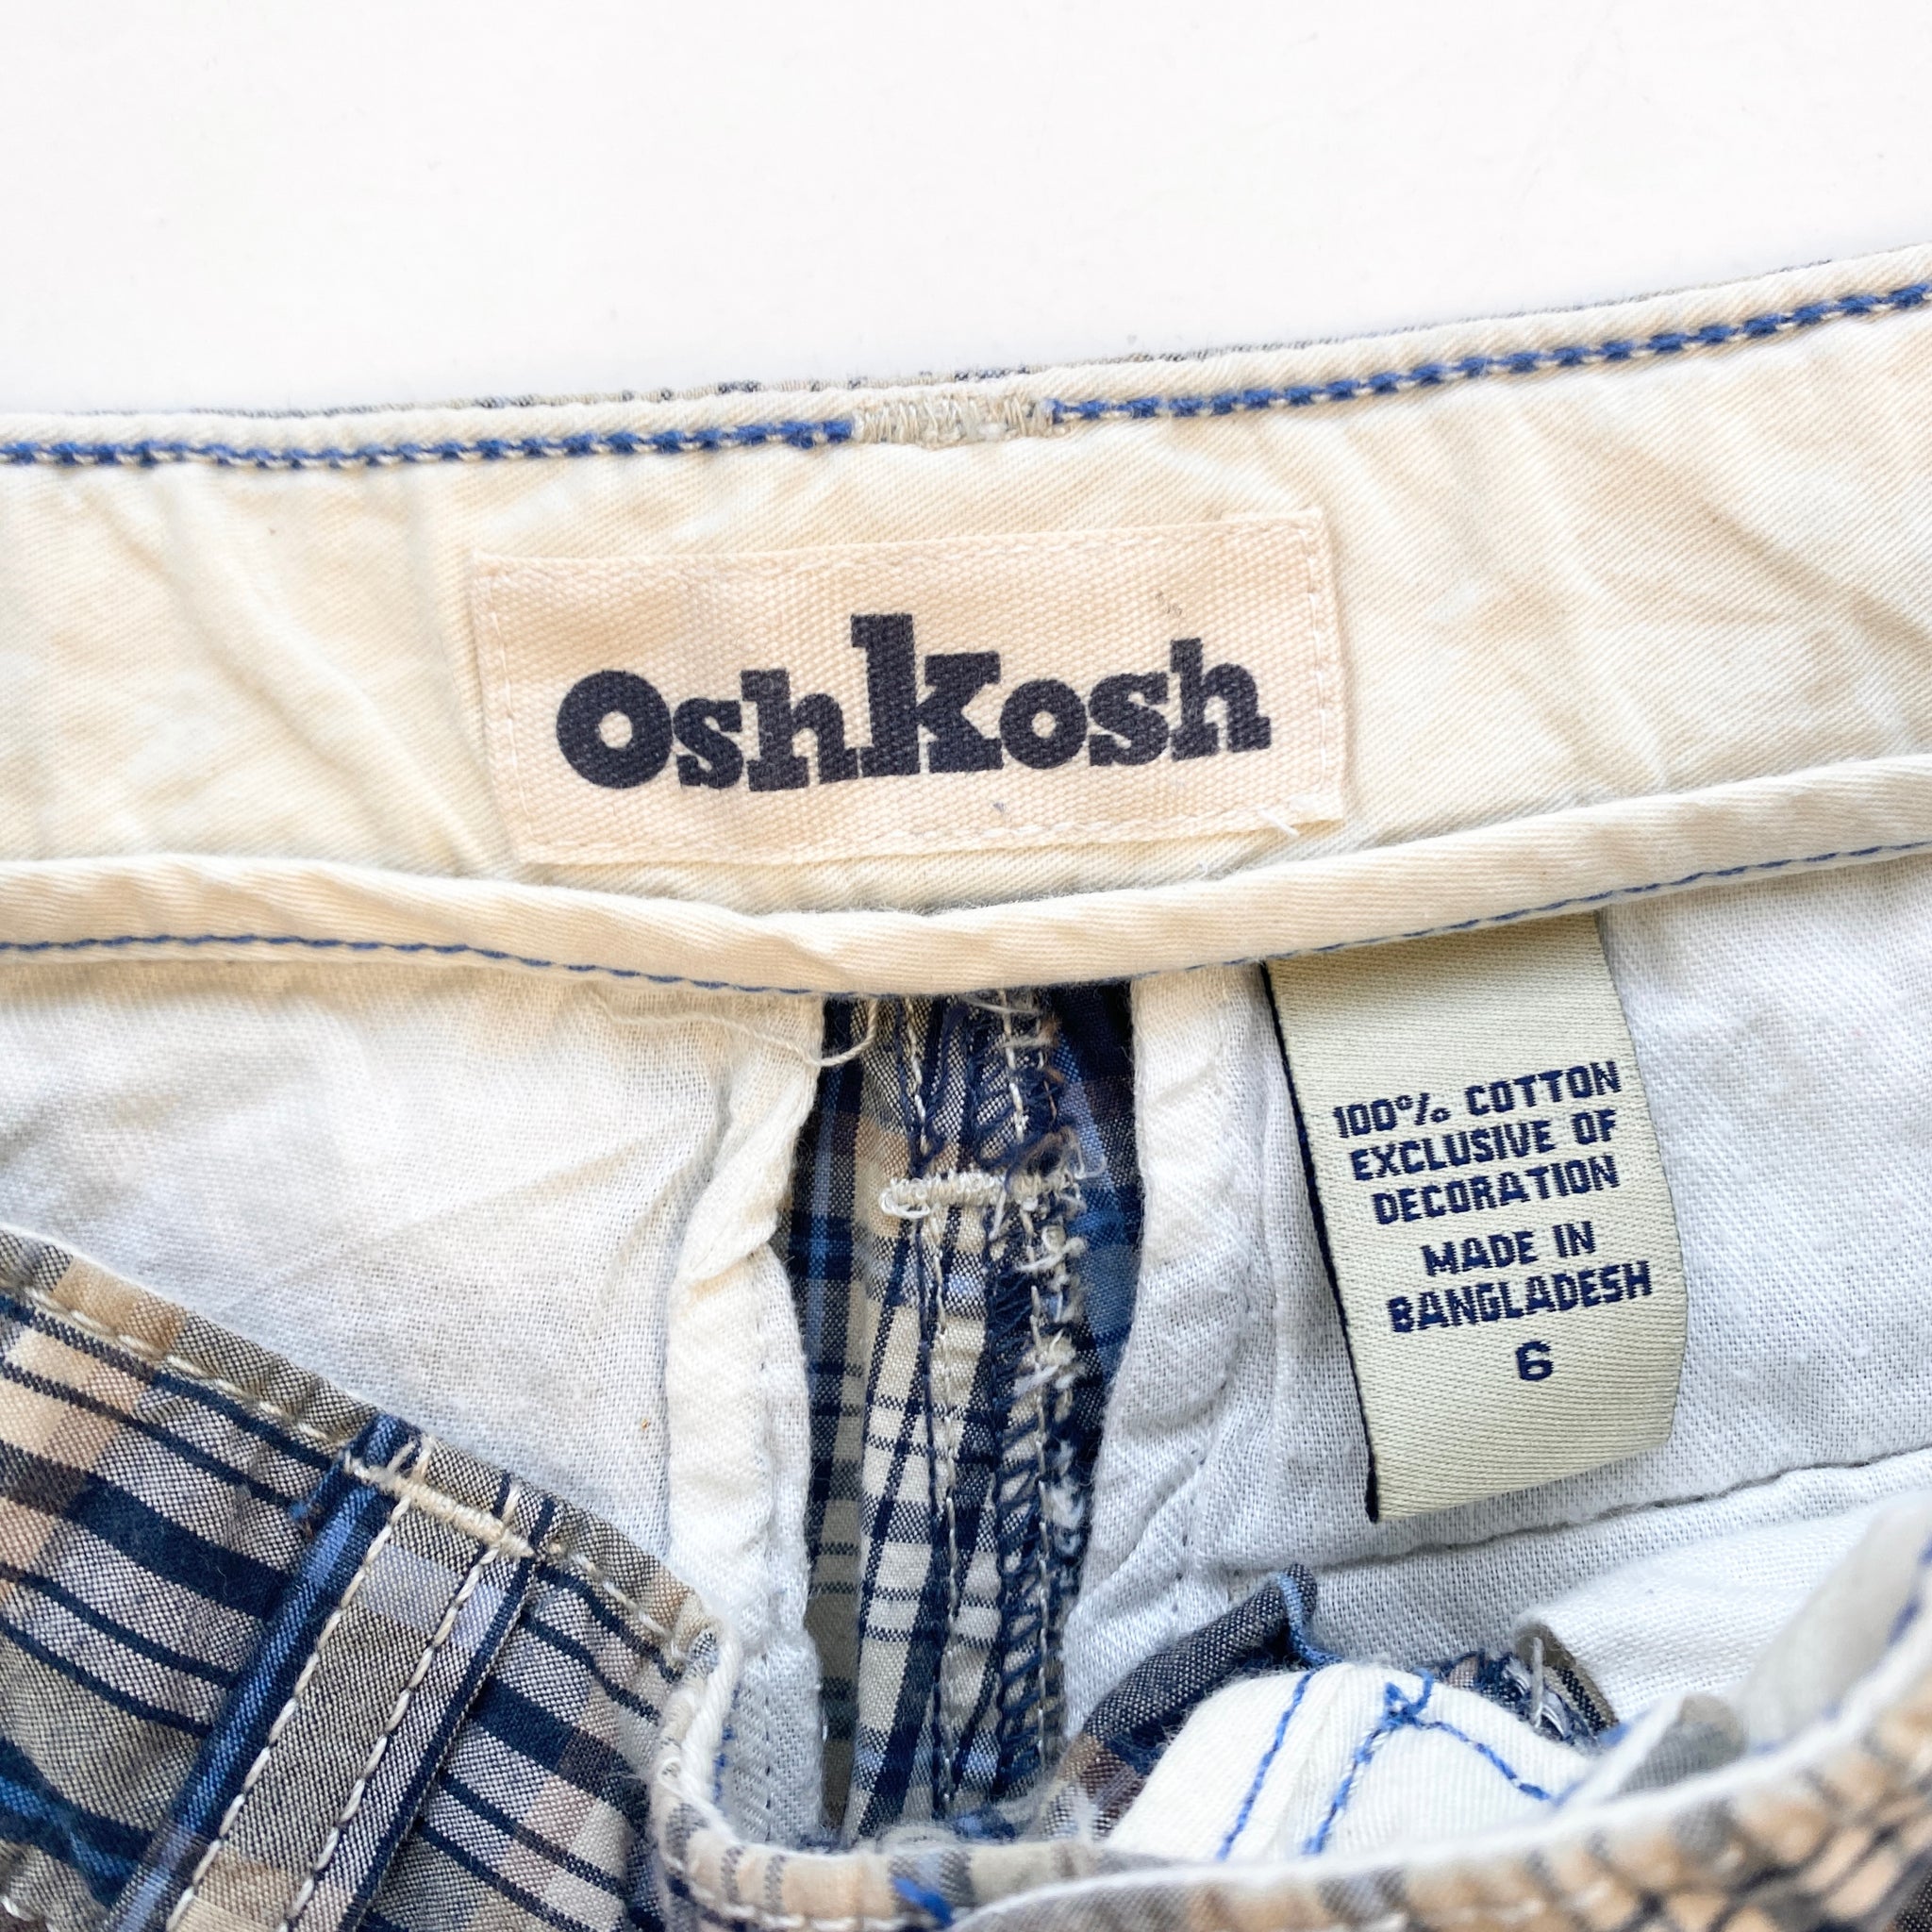 OshKosh
100% COTTON
EXCLUSIVE OF
DECORATION
MADE IN
BANGLADESH
6